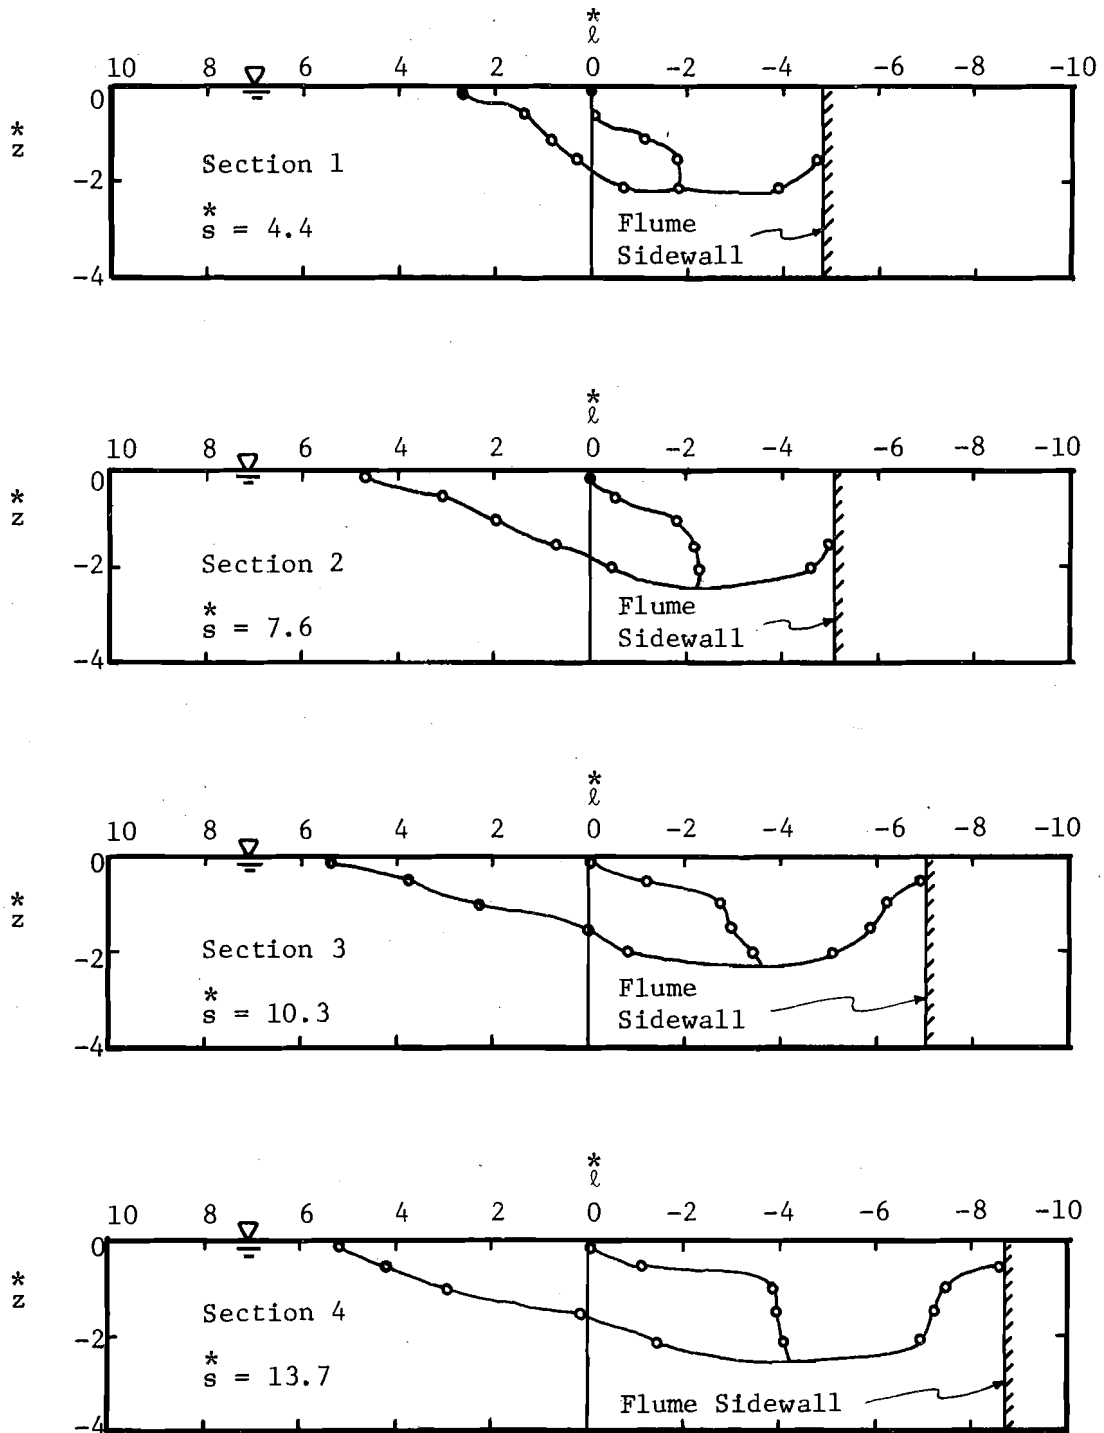 *
ℓ
10 8 6 4 2 0 -2 -4 -6 -8 -10
0
*
z
Section 1
-2
*
s = 4.4
Flume
Sidewall
-4
*
ℓ
10 8 6 4 2 0 -2 -4 -6 -8 -10
0
*
z
Section 2
-2
*
s = 7.6
Flume
Sidewall
-4
*
ℓ
10 8 6 4 2 0 -2 -4 -6 -8 -10
0
*
z
Section 3
-2
*
s = 10.3
Flume
Sidewall
-4
*
ℓ
10 8 6 4 2 0 -2 -4 -6 -8 -10
0
*
z
Section 4
-2
*
s = 13.7
Flume Sidewall
-4